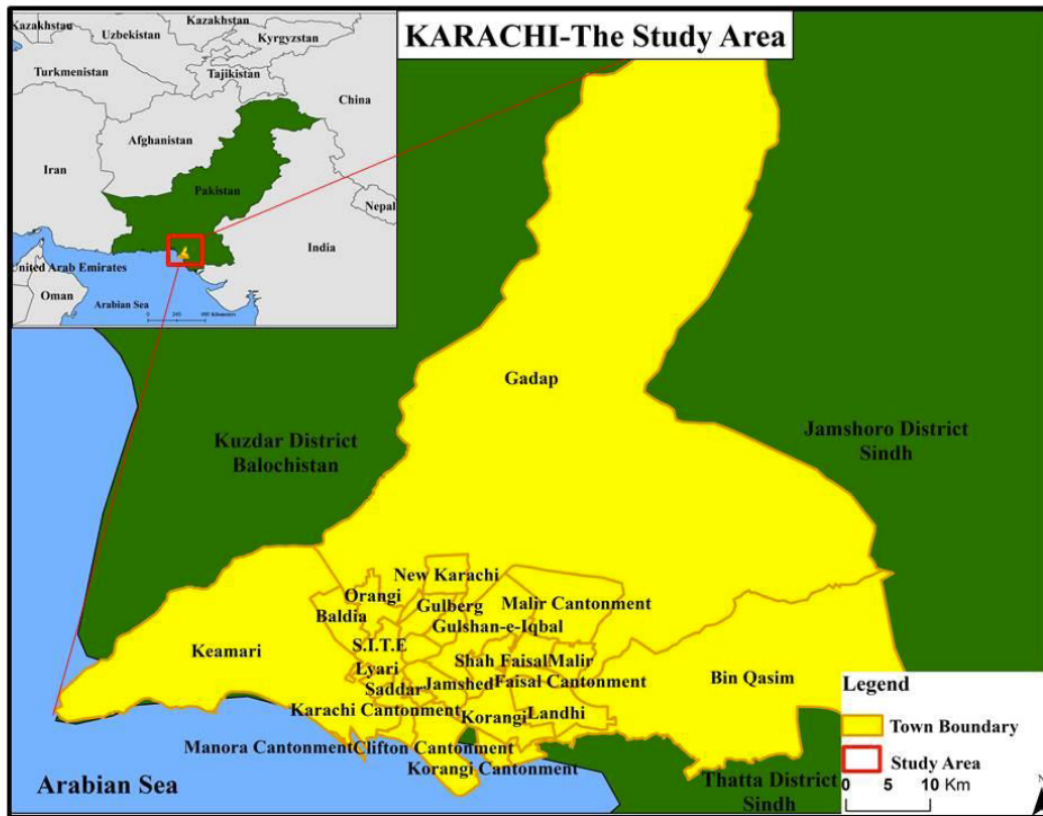 KARACHI-The Study Area
Kazakhstan
Kazakhstan
Uzbekistan
Kyrgyzstan
Turkmenistan
Tajikistan
China
Afghanistan
Iran
Pakistan
Nepal
India
United Arab Emirates
Oman
Arabian Sea
Gadap
Kuzdar District
Balochistan
Jamshoro District
Sindh
New Karachi
Orangi
Gulberg
Malir Cantonment
Baldia
Gulshan-e-Iqbal
S.I.T.E
Keamari
Shah Faisal
Malir
Lyari
Bin Qasim
Saddar
Jamshed
Faisal Cantonment
Karachi Cantonment
Korangi
Landhi
Manora Cantonment
Clifton Cantonment
Korangi Cantonment
Arabian Sea
Thatta District
Sindh
Legend
Town Boundary
Study Area
0 5 10 Km
N